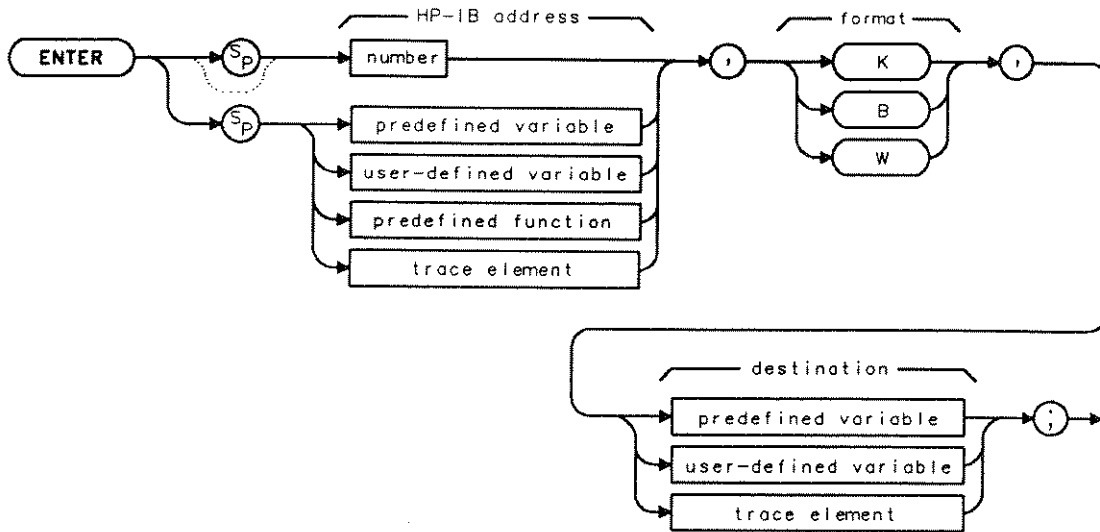 HP-IB address
format
ENTER
SP
number
,
K
,
B
W
SP
predefined variable
user-defined variable
predefined function
trace element
destination
predefined variable
;
user-defined variable
trace element